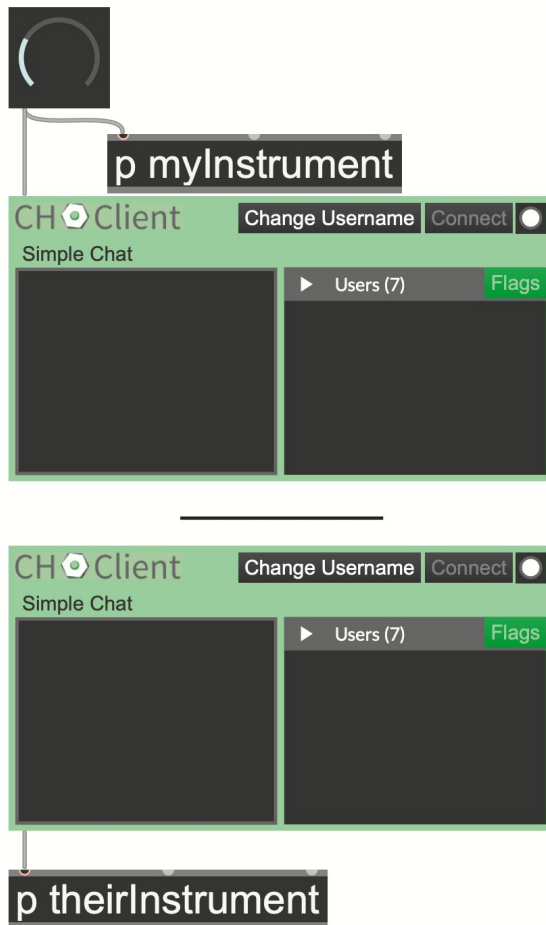 p myInstrument
CH Client Change Username Connect
Simple Chat
Users (7) Flags
CH Client Change Username Connect
Simple Chat
Users (7) Flags
p theirInstrument